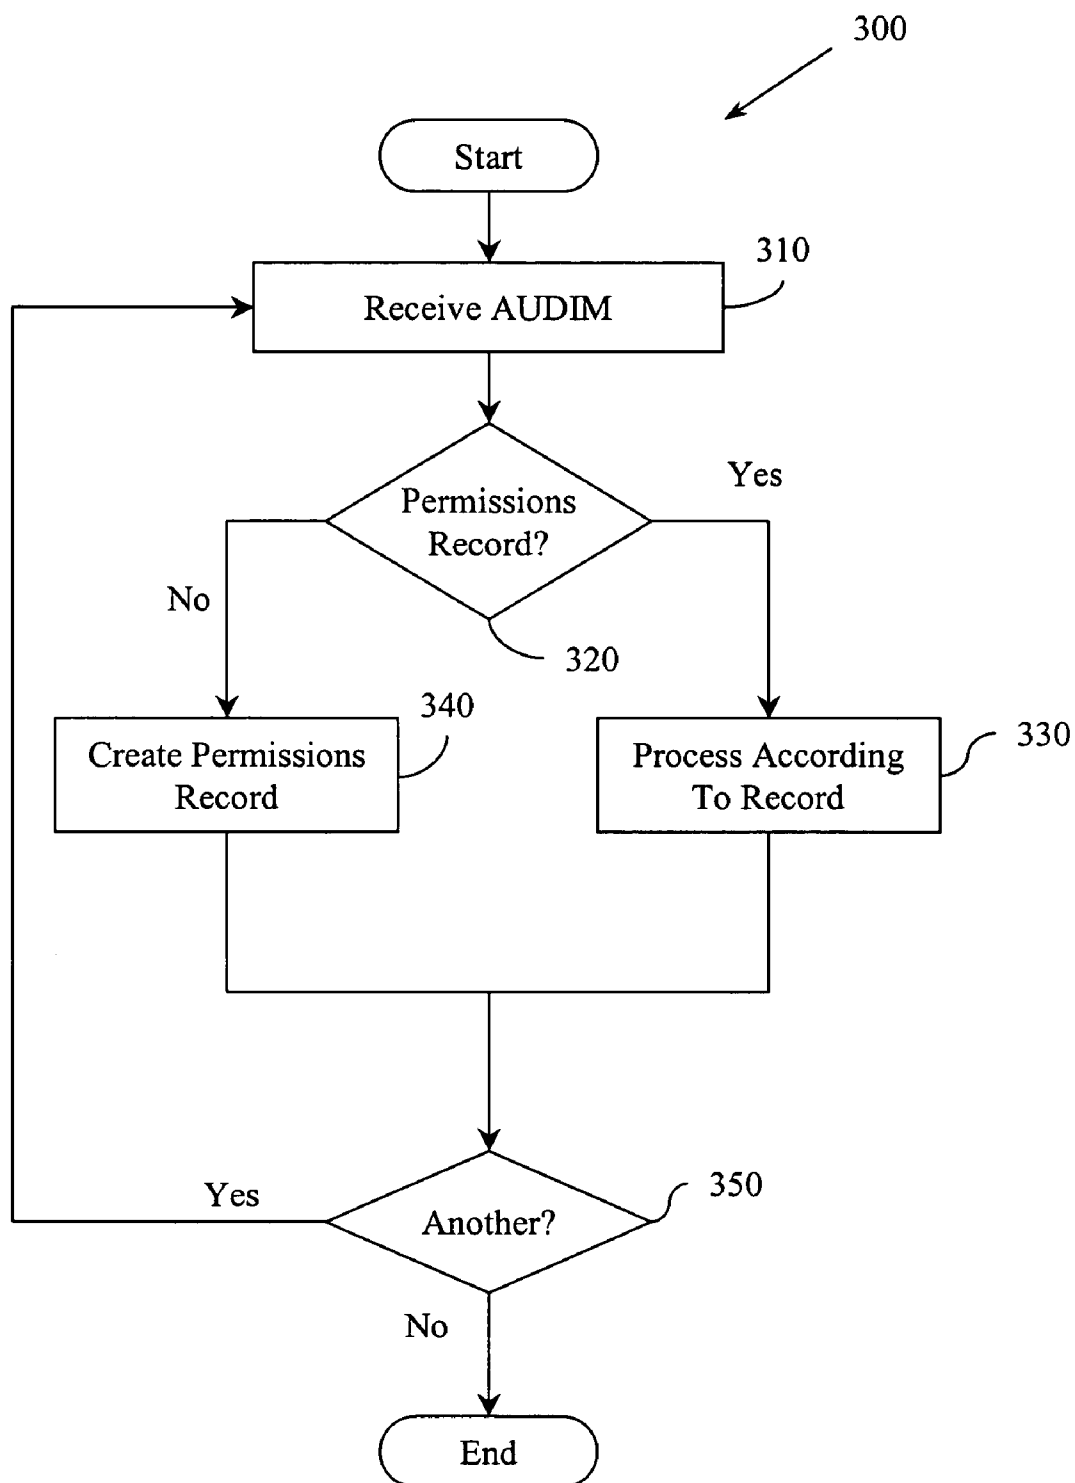 300
Start
310
Receive AUDIM
Permissions
Record?
Yes
No
320
340
Create Permissions
Record
330
Process According
To Record
350
Yes
Another?
No
End